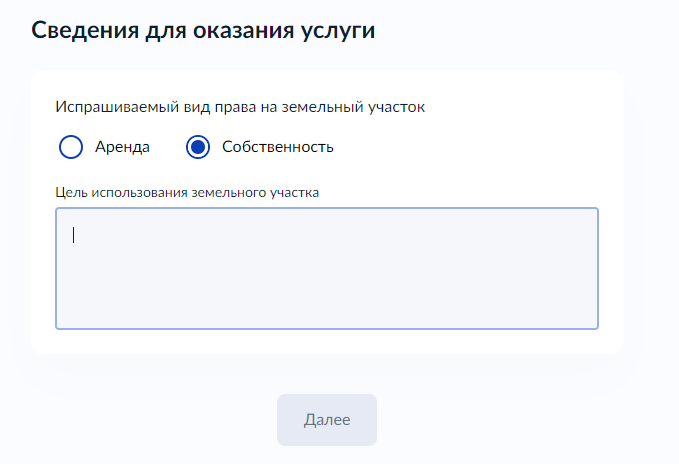 Сведения для оказания услуги
Испрашиваемый вид права на земельный участок
Аренда Собственность
Цель использования земельного участка
Далее